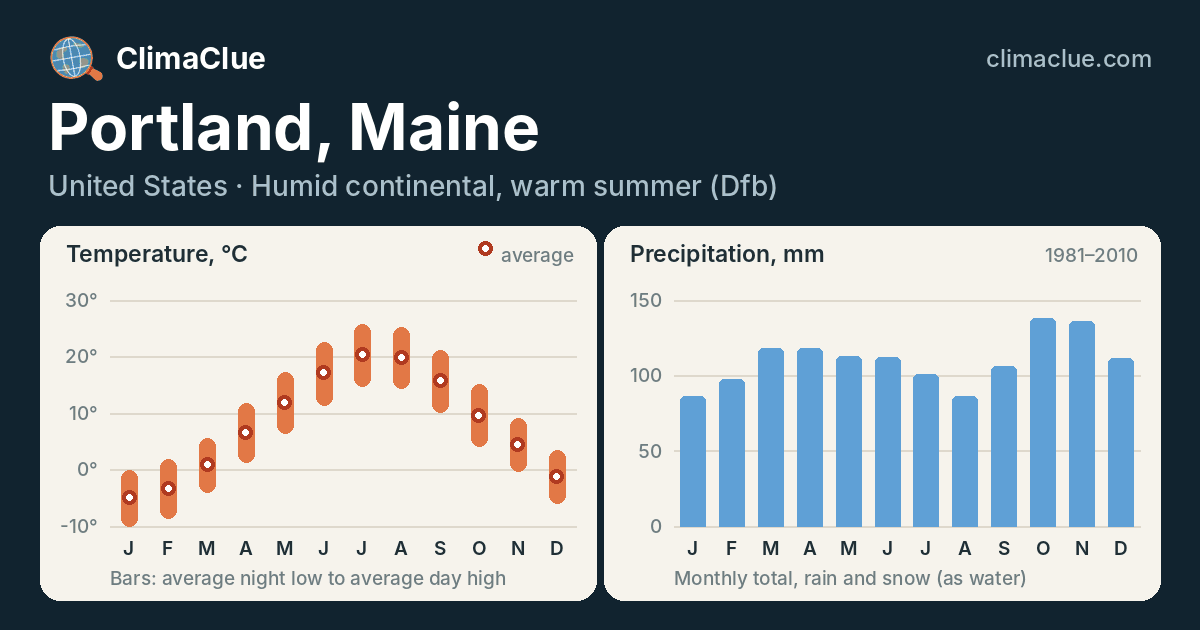 ClimaClue
climaclue.com
Portland, Maine
United States · Humid continental, warm summer (Dfb)
Temperature, °C
average
30°
20°
10°
0°
-10°
J F M A M J J A S O N D
Bars: average night low to average day high
Precipitation, mm
1981–2010
150
100
50
0
J F M A M J J A S O N D
Monthly total, rain and snow (as water)